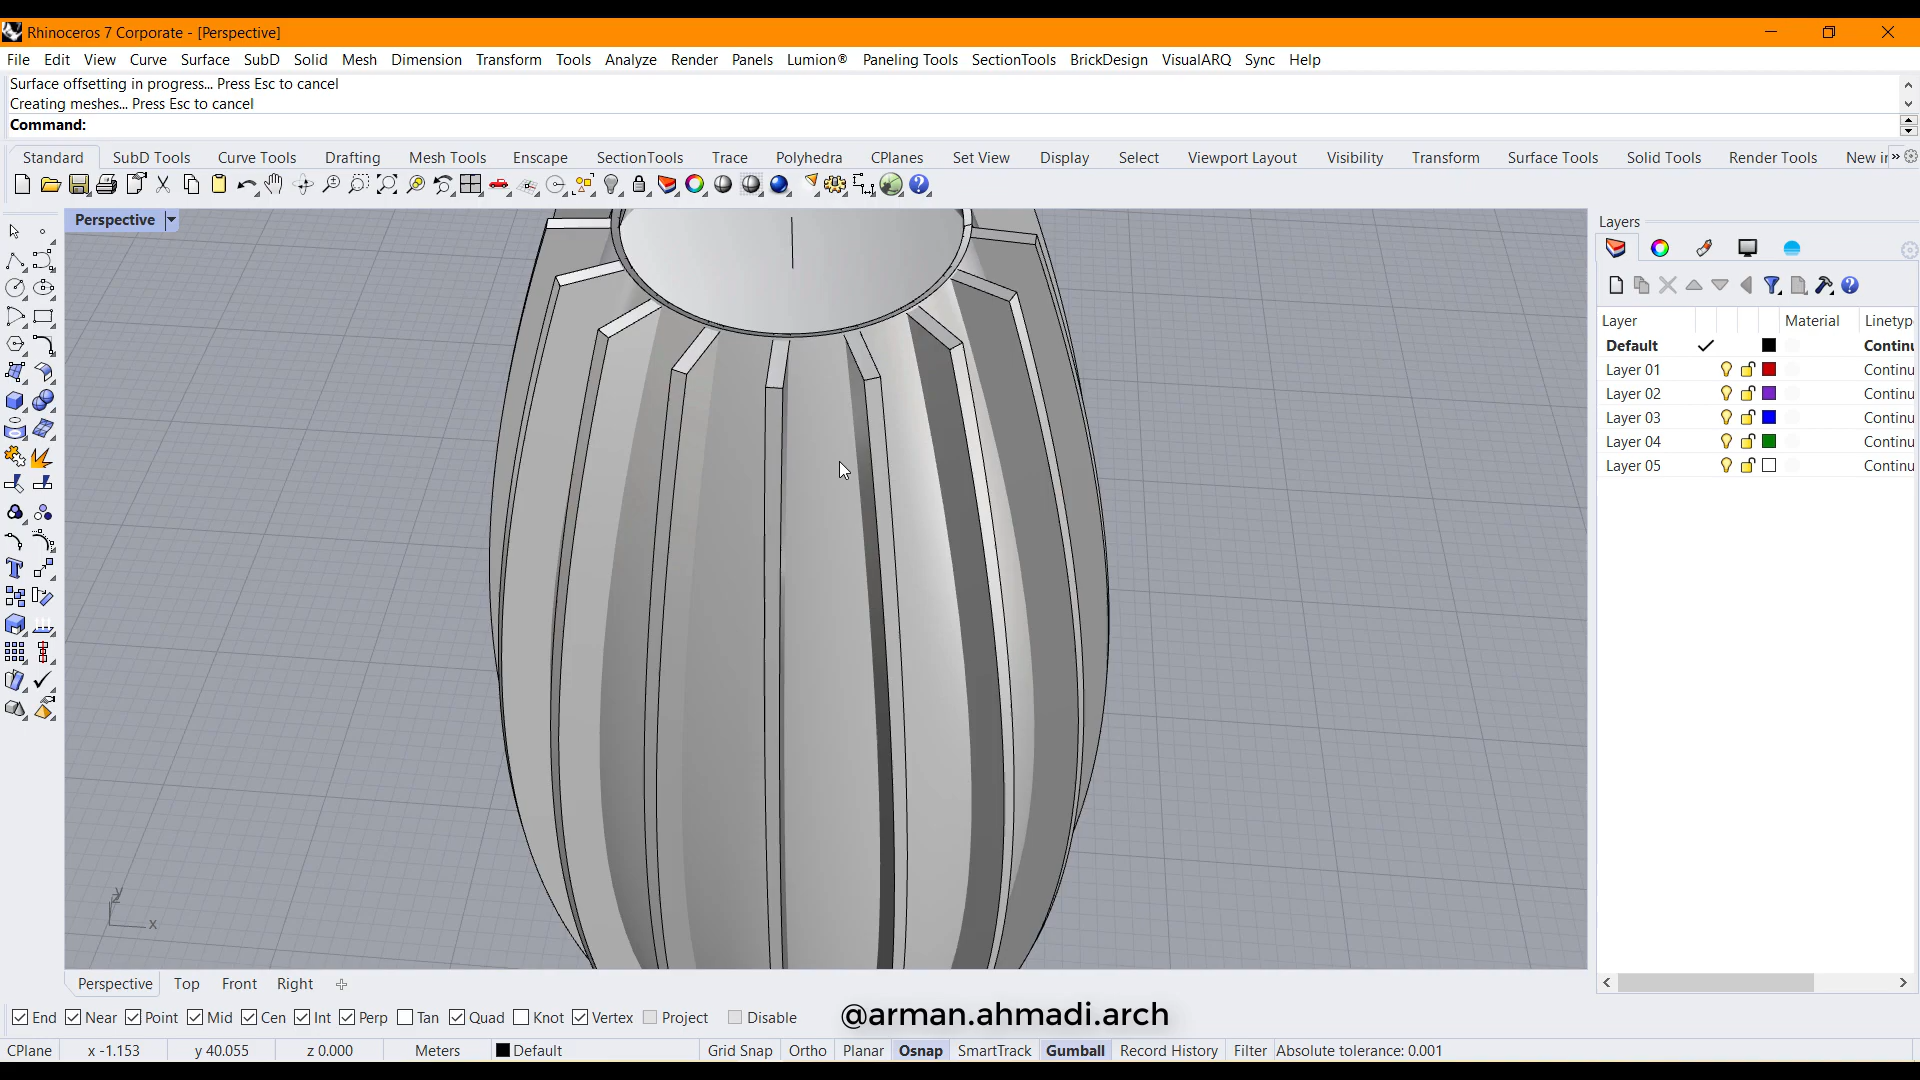 Rhinoceros 7 Corporate - [Perspective]
File Edit View Curve Surface Solid SubD Mesh Dimension Transform Tools Analyze Render Panels Lumion® Paneling Tools SectionTools BrickDesign VisualARQ Sync Help
Surface offsetting in progress... Press Esc to cancel
Creating meshes... Press Esc to cancel
Command:
Standard SubD Tools Curve Tools Drafting Mesh Tools Enscape SectionTools Trace Polyhedra CPlanes Set View Display Select Viewport Layout Visibility Transform Surface Tools Solid Tools Render Tools New in
Perspective
Layers
Layer Material Linetyp
Default Continu
Layer 01 Continu
Layer 02 Continu
Layer 03 Continu
Layer 04 Continu
Layer 05 Continu
z y x
Perspective Top Front Right
End Near Point Mid Cen Int Perp Tan Quad Knot Vertex Project Disable
@arman.ahmadi.arch
CPlane x -1.153 y 40.055 z 0.000 Meters Default Grid Snap Ortho Planar Osnap SmartTrack Gumball Record History Filter Absolute tolerance: 0.001